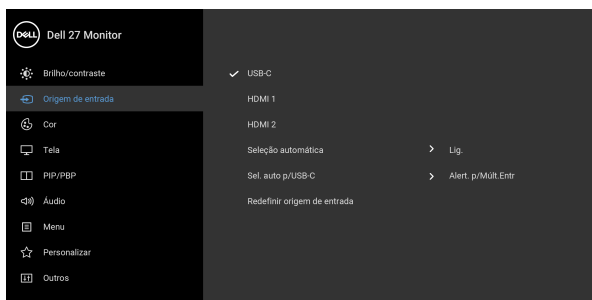 DELL Dell 27 Monitor
Brilho/contraste
USB-C
Origem de entrada
HDMI 1
Cor
HDMI 2
Tela
Seleção automática
Lig.
PIP/PBP
Sel. auto p/USB-C
Alert. p/Múlt.Entr
Áudio
Redefinir origem de entrada
Menu
Personalizar
Outros